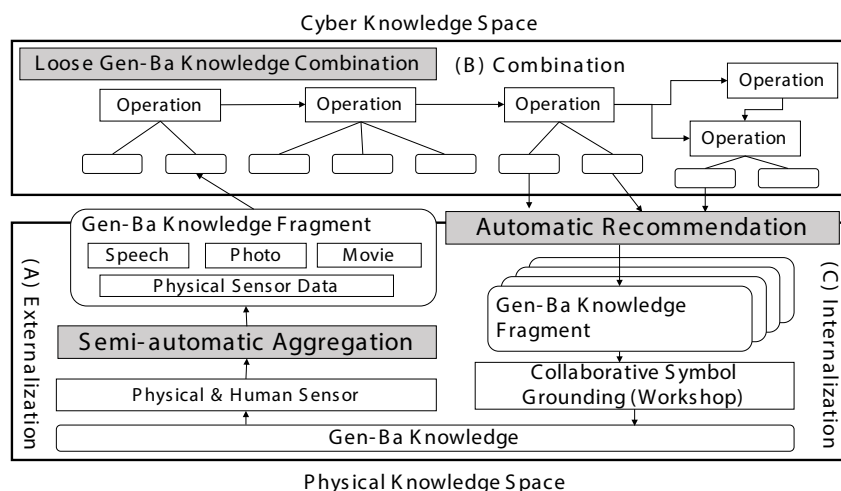 Cyber Knowledge Space
Loose Gen-Ba Knowledge Combination
(B) Combination
Operation
Operation
Operation
Operation
Operation
Gen-Ba Knowledge Fragment
Speech
Photo
Movie
Physical Sensor Data
Automatic Recommendation
(A) Externalization
(C) Internalization
Gen-Ba Knowledge
Fragment
Semi-automatic Aggregation
Physical & Human Sensor
Collaborative Symbol
Grounding (Workshop)
Gen-Ba Knowledge
Physical Knowledge Space